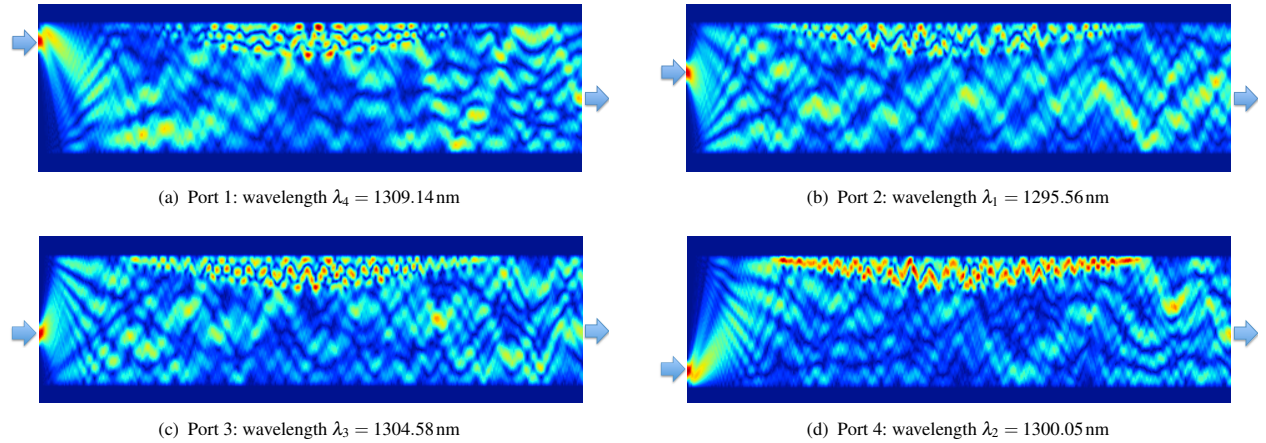 (a) Port 1: wavelength λ₄ = 1309.14 nm
(b) Port 2: wavelength λ₁ = 1295.56 nm
(c) Port 3: wavelength λ₃ = 1304.58 nm
(d) Port 4: wavelength λ₂ = 1300.05 nm